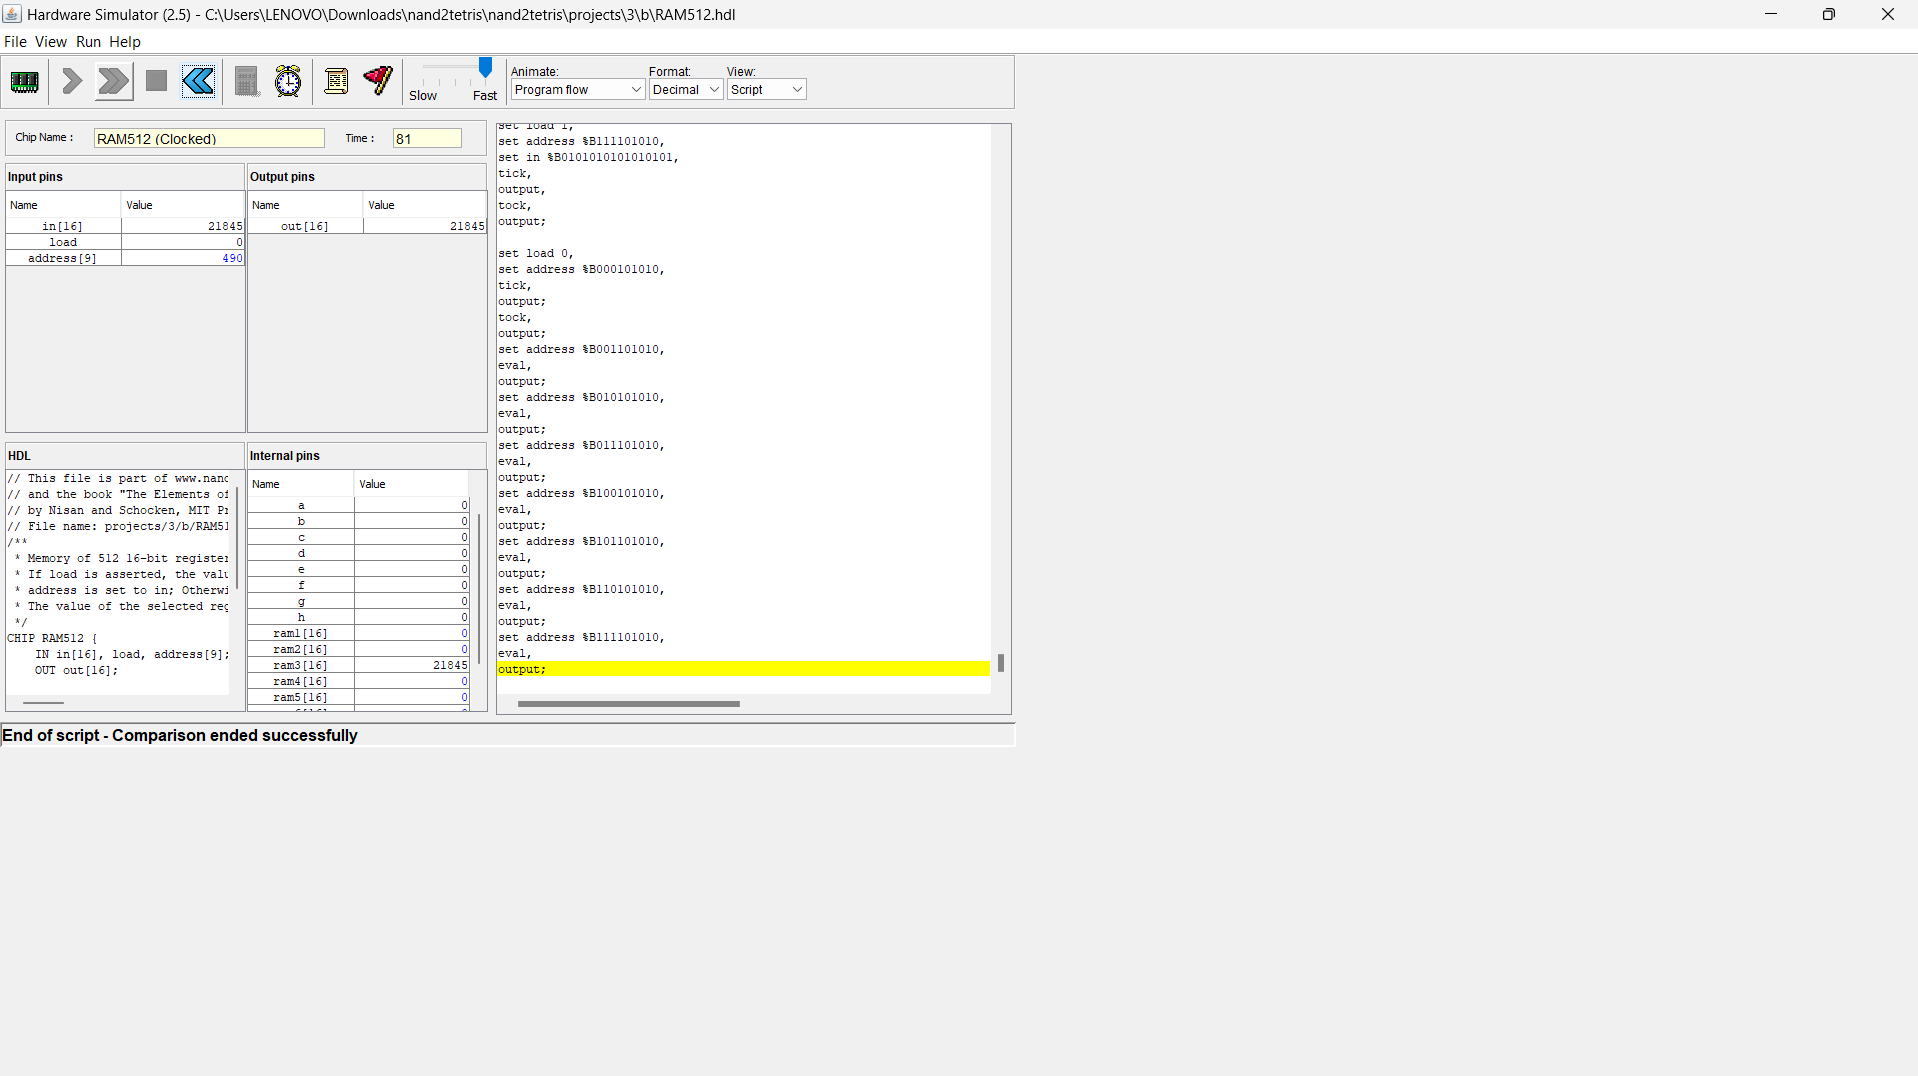 Hardware Simulator (2.5) - C:\Users\LENOVO\Downloads\nand2tetris\nand2tetris\projects\3\b\RAM512.hdl
File View Run Help
Slow Fast
Animate:
Program flow
Format:
Decimal
View:
Script
Chip Name :
RAM512 (Clocked)
Time :
81
Input pins
Name Value
in[16] 21845
load 0
address[9] 490
Output pins
Name Value
out[16] 21845
HDL
// This file is part of www.nand
// and the book "The Elements of
// by Nisan and Schocken, MIT Pr
// File name: projects/3/b/RAM51
/**
* Memory of 512 16-bit register
* If load is asserted, the valu
* address is set to in; Otherwi
* The value of the selected reg
*/
CHIP RAM512 {
IN in[16], load, address[9];
OUT out[16];
Internal pins
Name Value
a 0
b 0
c 0
d 0
e 0
f 0
g 0
h 0
ram1[16] 0
ram2[16] 0
ram3[16] 21845
ram4[16] 0
ram5[16] 0
set load 1,
set address %B111101010,
set in %B0101010101010101,
tick,
output,
tock,
output;
set load 0,
set address %B000101010,
tick,
output;
tock,
output;
set address %B001101010,
eval,
output;
set address %B010101010,
eval,
output;
set address %B011101010,
eval,
output;
set address %B100101010,
eval,
output;
set address %B101101010,
eval,
output;
set address %B110101010,
eval,
output;
set address %B111101010,
eval,
output;
End of script - Comparison ended successfully